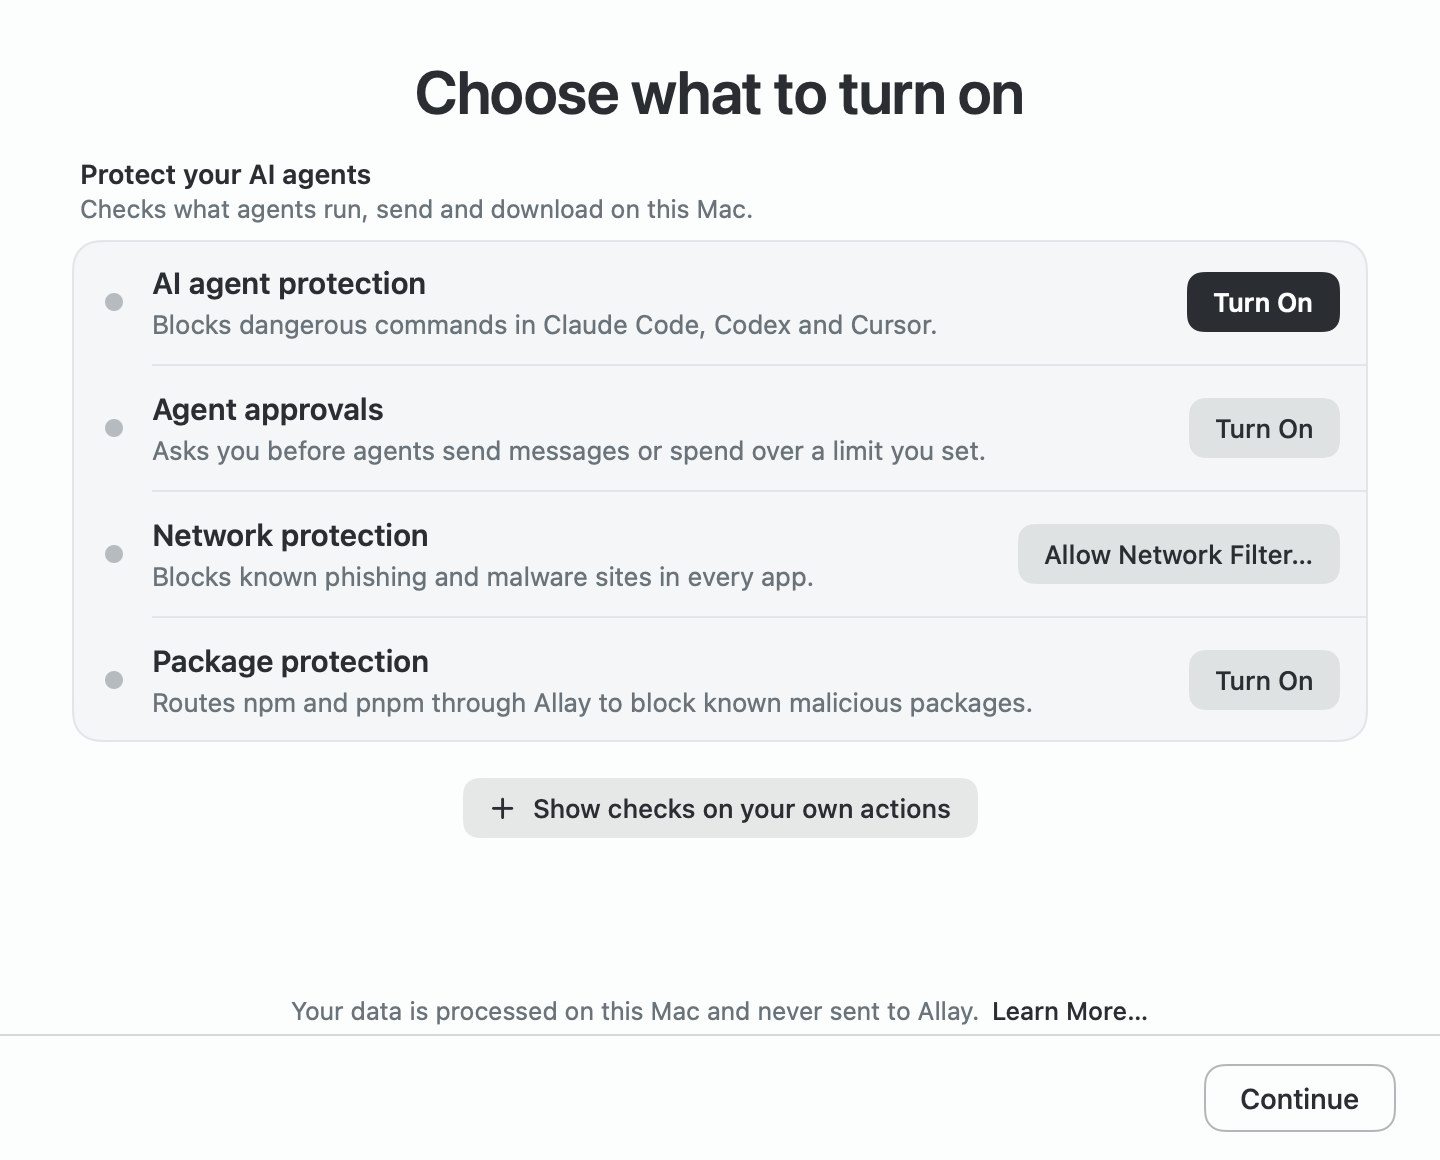 Choose what to turn on
Protect your AI agents
Checks what agents run, send and download on this Mac.
AI agent protection
Blocks dangerous commands in Claude Code, Codex and Cursor.
Turn On
Agent approvals
Asks you before agents send messages or spend over a limit you set.
Turn On
Network protection
Blocks known phishing and malware sites in every app.
Allow Network Filter...
Package protection
Routes npm and pnpm through Allay to block known malicious packages.
Turn On
+ Show checks on your own actions
Your data is processed on this Mac and never sent to Allay. Learn More...
Continue